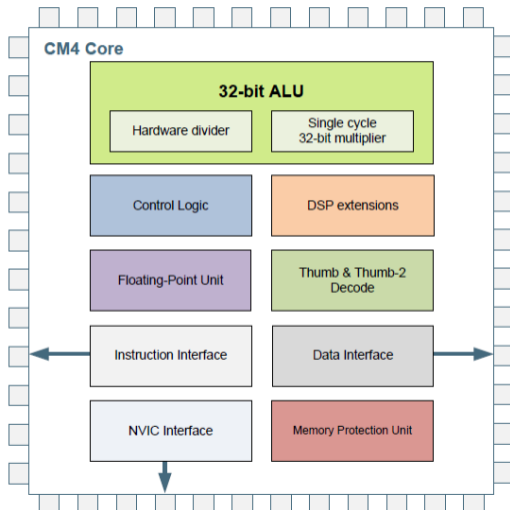 CM4 Core
32-bit ALU
Hardware divider
Single cycle
32-bit multiplier
Control Logic
DSP extensions
Floating-Point Unit
Thumb & Thumb-2
Decode
Instruction Interface
Data Interface
NVIC Interface
Memory Protection Unit